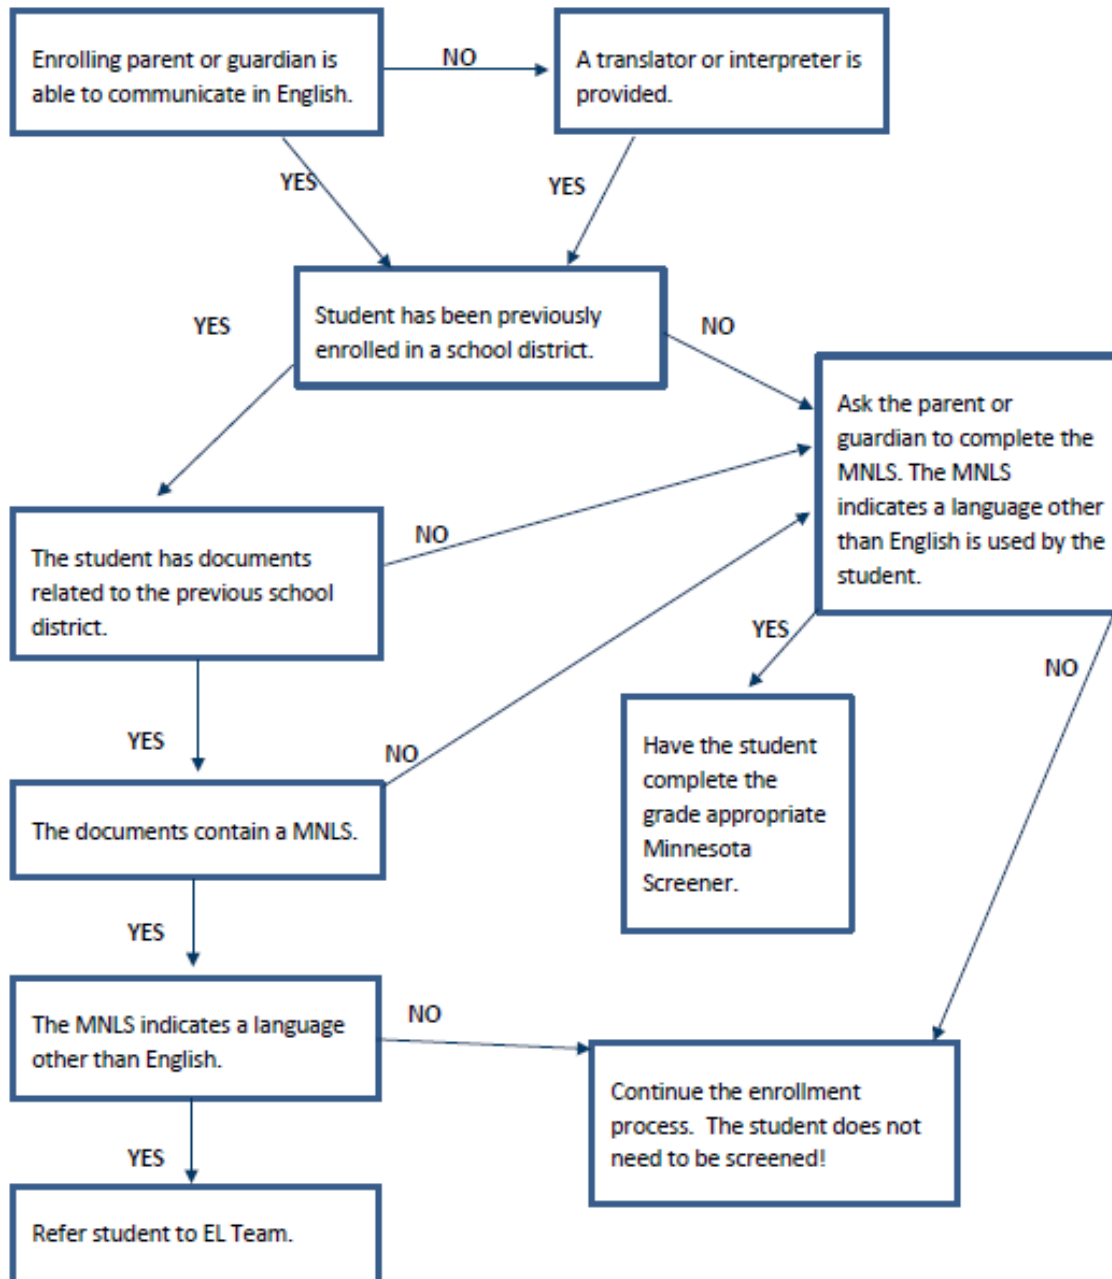 Enrolling parent or guardian is
able to communicate in English.
NO
A translator or interpreter is
provided.
YES
YES
Student has been previously
enrolled in a school district.
YES
NO
Ask the parent or
guardian to complete the
MNLS. The MNLS
indicates a language other
than English is used by the
student.
The student has documents
related to the previous school
district.
NO
YES
NO
YES
NO
Have the student
complete the
grade appropriate
Minnesota
Screener.
The documents contain a MNLS.
YES
The MNLS indicates a language
other than English.
NO
Continue the enrollment
process. The student does not
need to be screened!
YES
Refer student to EL Team.